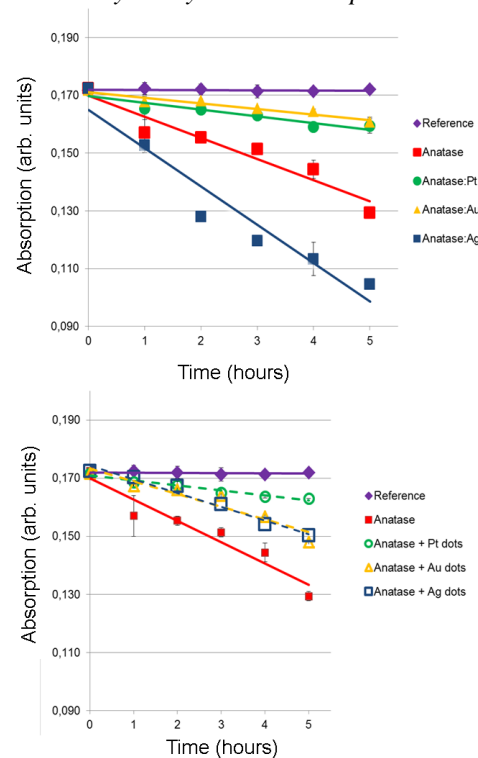 0,190
0,170
0,150
0,130
0,110
0,090
0 1 2 3 4 5
Absorption (arb. units)
Time (hours)
Reference
Anatase
Anatase:Pt
Anatase:Au
Anatase:Ag
0,190
0,170
0,150
0,130
0,110
0,090
0 1 2 3 4 5
Absorption (arb. units)
Time (hours)
Reference
Anatase
Anatase + Pt dots
Anatase + Au dots
Anatase + Ag dots